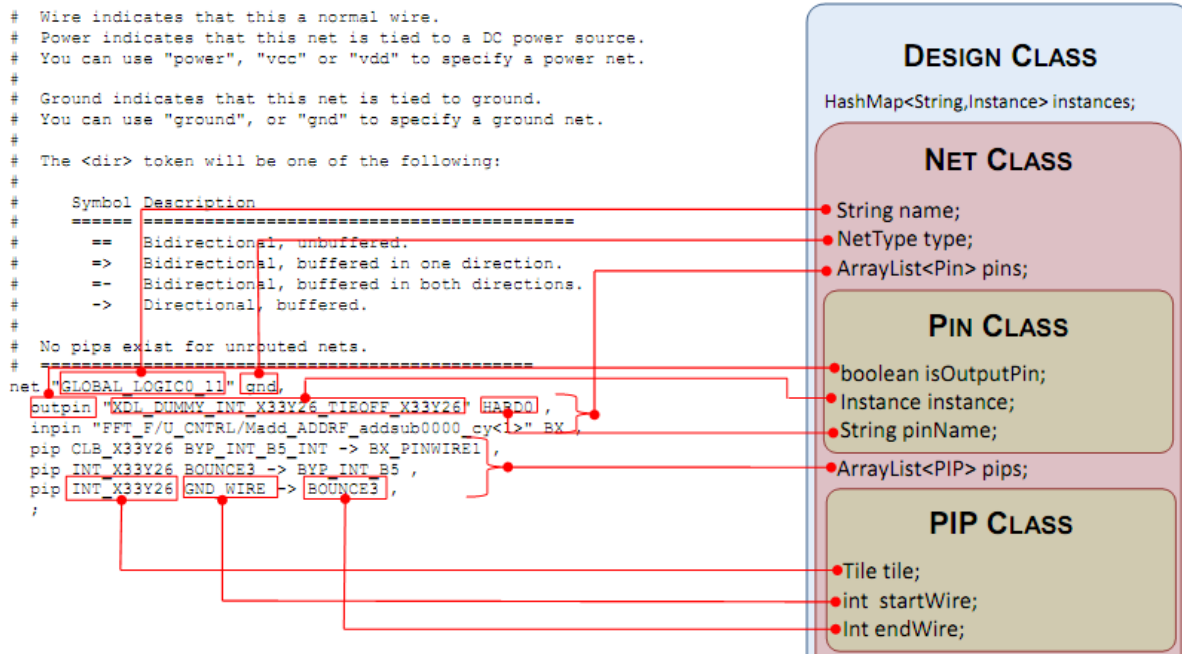 # Wire indicates that this a normal wire.
# Power indicates that this net is tied to a DC power source.
# You can use "power", "vcc" or "vdd" to specify a power net.
#
# Ground indicates that this net is tied to ground.
# You can use "ground", or "gnd" to specify a ground net.
#
# The <dir> token will be one of the following:
#
# Symbol Description
# ====== ===========================================
# == Bidirectional, unbuffered.
# => Bidirectional, buffered in one direction.
# =- Bidirectional, buffered in both directions.
# -> Directional, buffered.
#
# No pips exist for unrouted nets.
# =================================================
net "GLOBAL_LOGIC0_11" gnd,
outpin "XDL_DUMMY_INT_X33Y26_TIEOFF_X33Y26" HARD0 ,
inpin "FFT_F/U_CNTRL/Madd_ADDRF_addsub0000_cy<1>" BX ,
pip CLB_X33Y26 BYP_INT_B5_INT -> BX_PINWIRE1 ,
pip INT_X33Y26 BOUNCE3 -> BYP_INT_B5 ,
pip INT_X33Y26 GND_WIRE -> BOUNCE3 ,
;
DESIGN CLASS
HashMap<String,Instance> instances;
NET CLASS
String name;
NetType type;
ArrayList<Pin> pins;
PIN CLASS
boolean isOutputPin;
Instance instance;
String pinName;
ArrayList<PIP> pips;
PIP CLASS
Tile tile;
int startWire;
Int endWire;